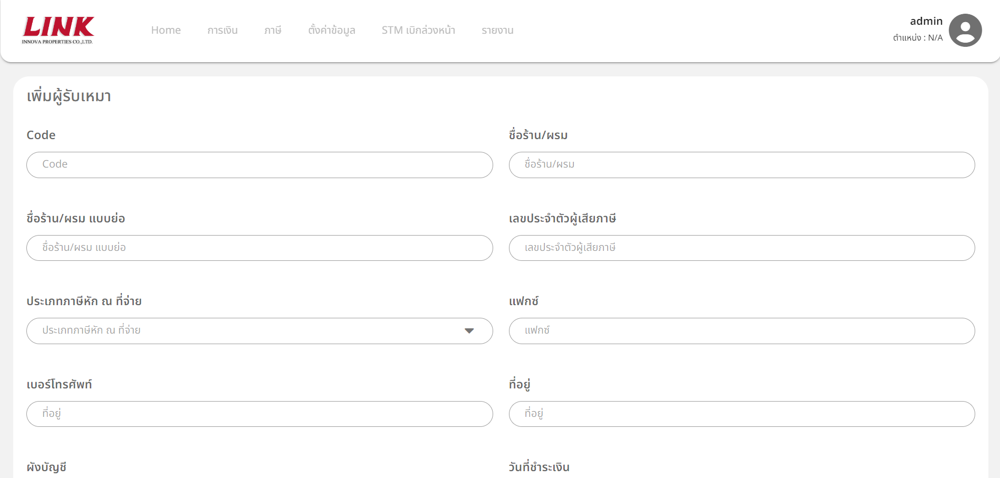 LINK
INNOVA PROPERTIES CO.,LTD.
Home
การเงิน
ภาษี
ตั้งค่าข้อมูล
STM เบิกล่วงหน้า
รายงาน
admin
ตำแหน่ง : N/A
เพิ่มผู้รับเหมา
Code
ชื่อร้าน/ผรม
Code
ชื่อร้าน/ผรม
ชื่อร้าน/ผรม แบบย่อ
เลขประจำตัวผู้เสียภาษี
ชื่อร้าน/ผรม แบบย่อ
เลขประจำตัวผู้เสียภาษี
ประเภทภาษีหัก ณ ที่จ่าย
แฟกซ์
ประเภทภาษีหัก ณ ที่จ่าย
แฟกซ์
เบอร์โทรศัพท์
ที่อยู่
ที่อยู่
ที่อยู่
ผังบัญชี
วันที่ชำระเงิน